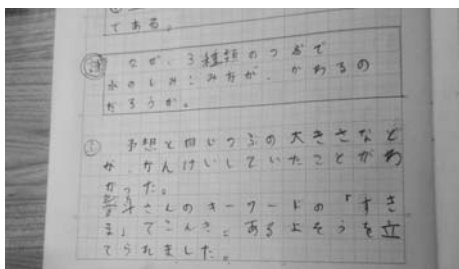 である。
なぜ、3種類のつぶで
水のしみこみ方が、かわるの
だろうか。
予想と同じつぶの大きさなど
が、かんけいしていたことがわ
かった。
さんのキーワードの「すき
ま」でこんき。あるよそうを立
てられました。